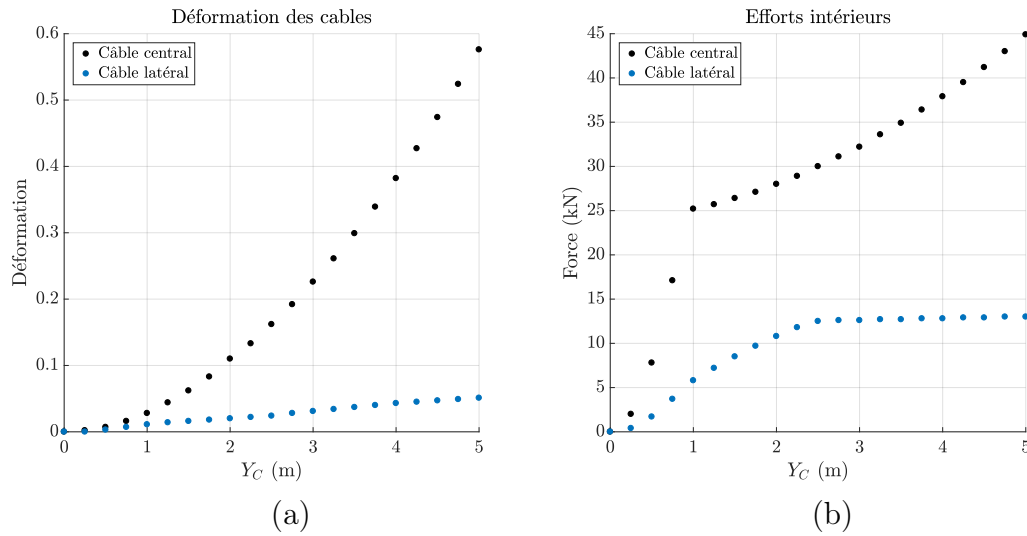 Déformation des cables
0.6
0.5
0.4
0.3
0.2
0.1
0
Déformation
Câble central
Câble latéral
0 1 2 3 4 5
Y_C (m)
(a)
Efforts intérieurs
45
40
35
30
25
20
15
10
5
0
Force (kN)
Câble central
Câble latéral
0 1 2 3 4 5
Y_C (m)
(b)